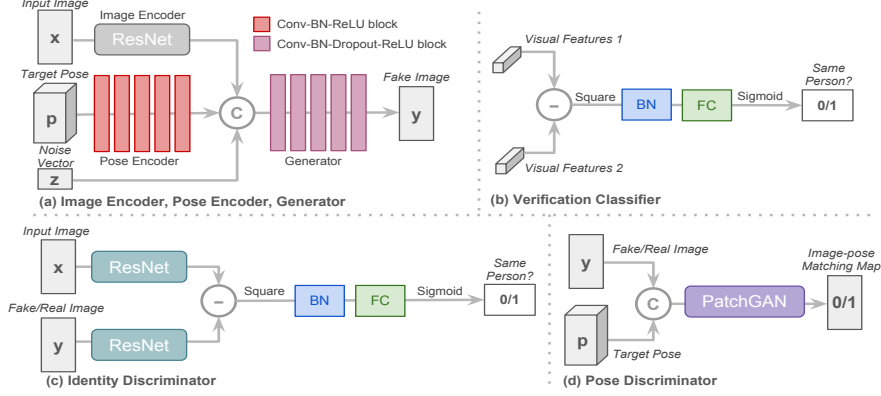 Input Image
Image Encoder
x
ResNet
Conv-BN-ReLU block
Conv-BN-Dropout-ReLU block
Target Pose
p
Pose Encoder
C
Generator
Fake Image
y
Noise
Vector
z
(a) Image Encoder, Pose Encoder, Generator
Visual Features 1
−
Square
BN
FC
Sigmoid
Same
Person?
0/1
Visual Features 2
(b) Verification Classifier
Input Image
x
ResNet
Fake/Real Image
y
ResNet
−
Square
BN
FC
Sigmoid
Same
Person?
0/1
(c) Identity Discriminator
y
Fake/Real Image
C
PatchGAN
Image-pose
Matching Map
0/1
p
Target Pose
(d) Pose Discriminator